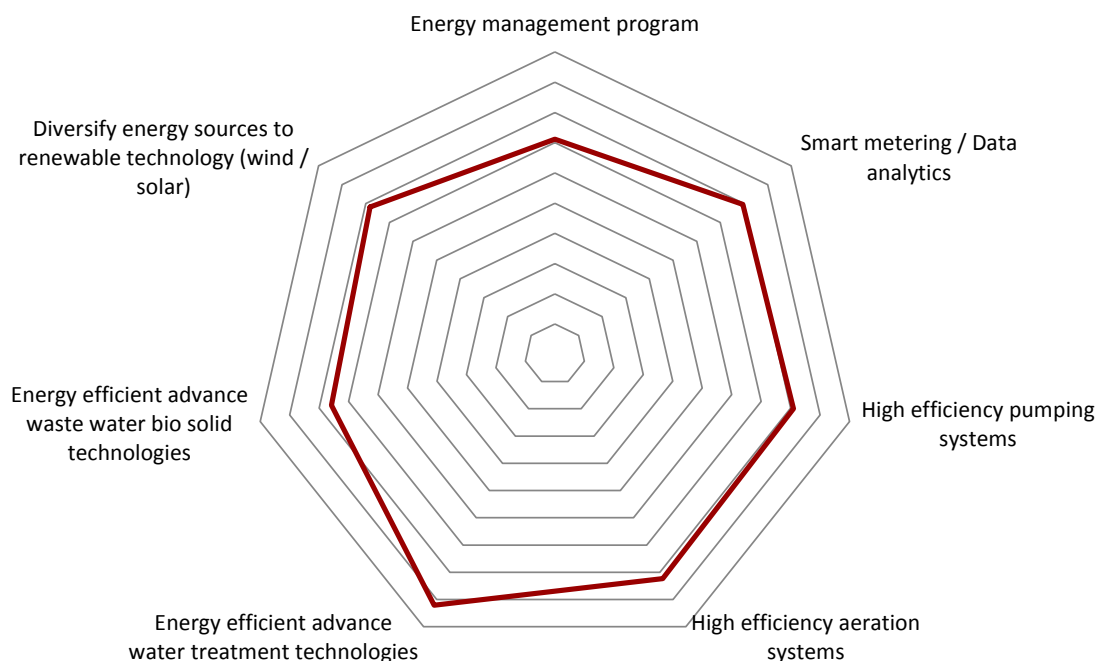 Energy management program
Smart metering / Data
analytics
High efficiency pumping
systems
High efficiency aeration
systems
Energy efficient advance
water treatment technologies
Energy efficient advance
waste water bio solid
technologies
Diversify energy sources to
renewable technology (wind /
solar)